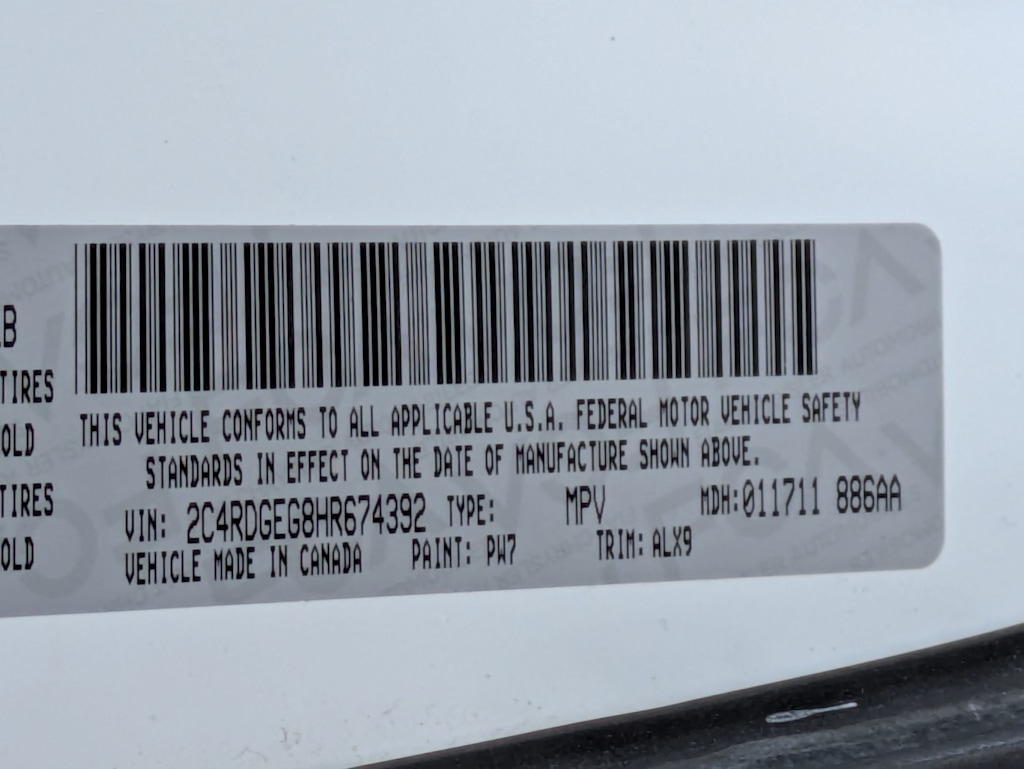 LB
TIRES
OLD
TIRES
OLD
THIS VEHICLE CONFORMS TO ALL APPLICABLE U.S.A. FEDERAL MOTOR VEHICLE SAFETY
STANDARDS IN EFFECT ON THE DATE OF MANUFACTURE SHOWN ABOVE.
VIN: 2C4RDGEG8HR674392 TYPE: MPV MDH:011711 886AA
VEHICLE MADE IN CANADA PAINT: PW7 TRIM: ALX9